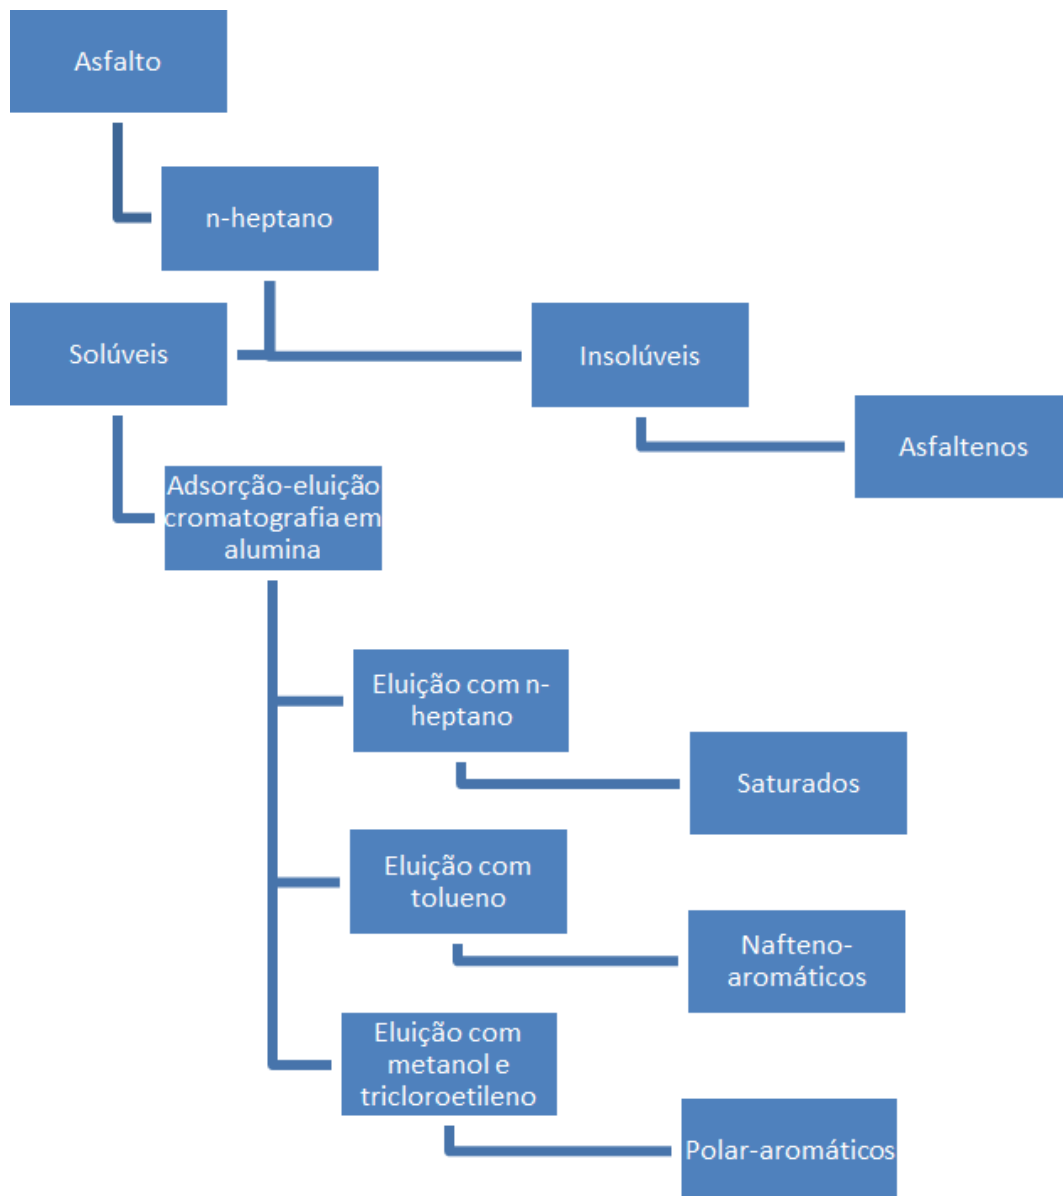 Asfalto
n-heptano
Solúveis
Insolúveis
Asfaltenos
Adsorção-eluição
cromatografia em
alumina
Eluição com n-
heptano
Saturados
Eluição com
tolueno
Nafteno-
aromáticos
Eluição com
metanol e
tricloroetileno
Polar-aromáticos